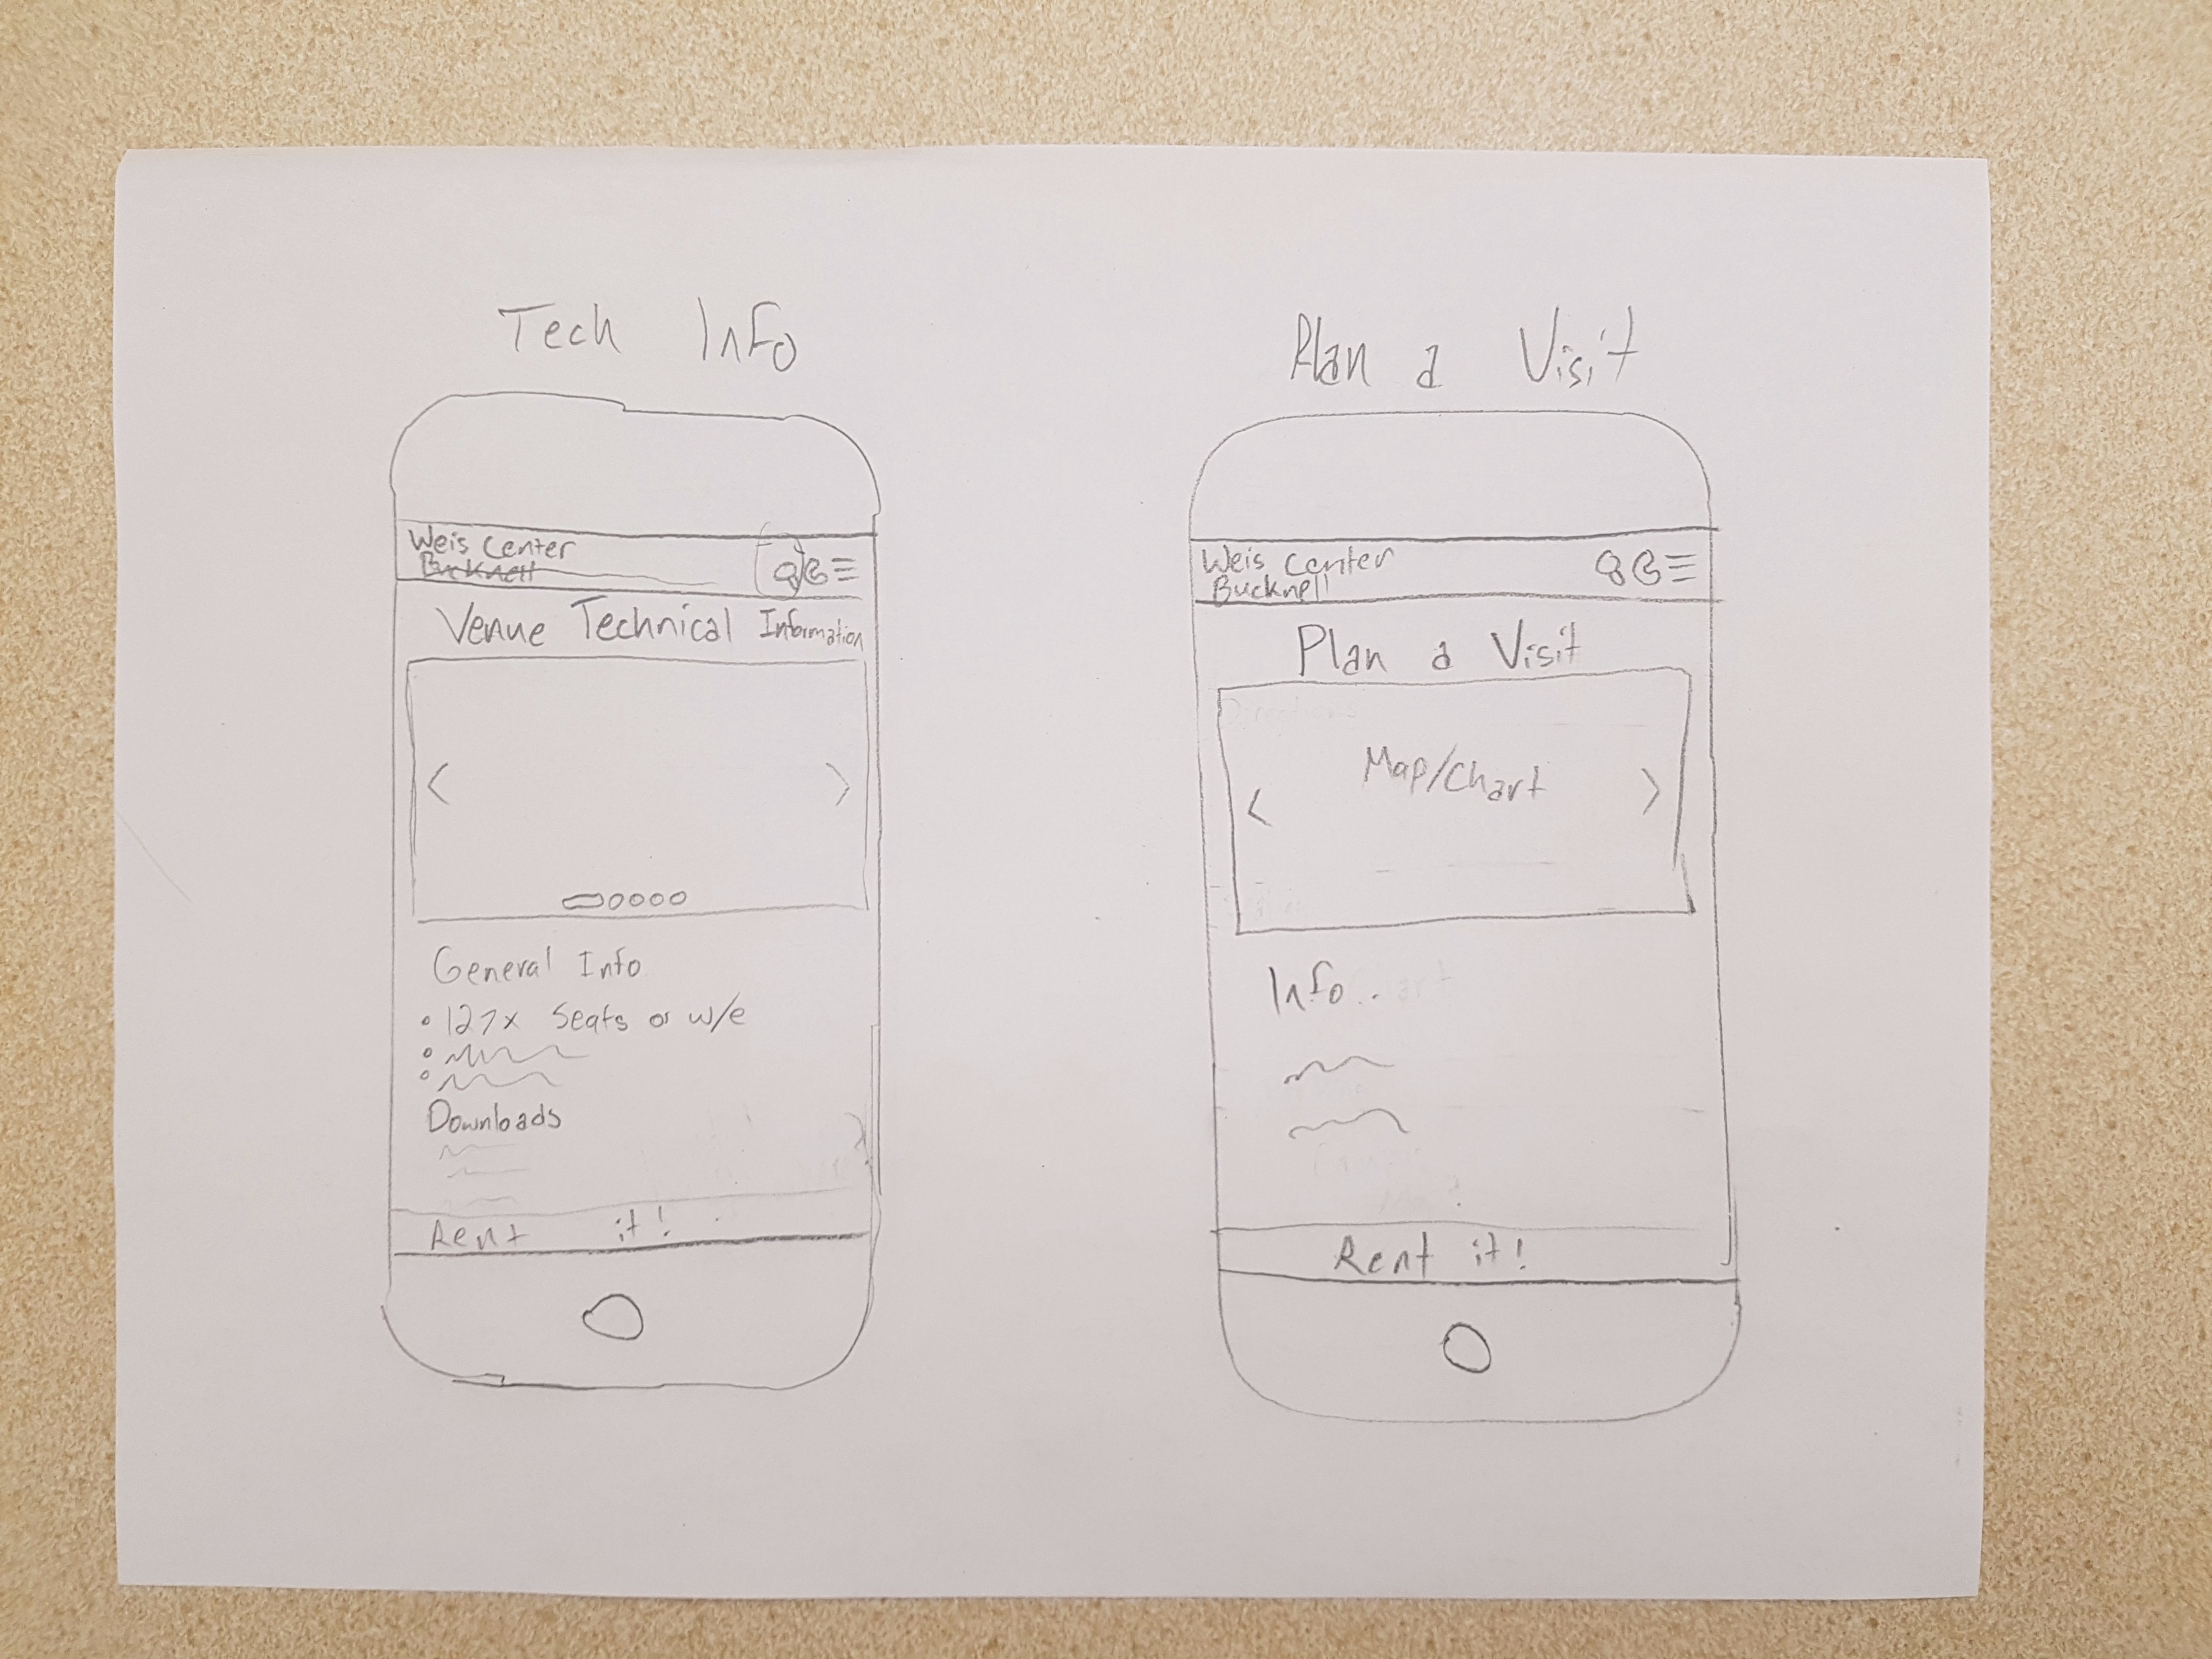 Tech Info
Weis Center
Bucknell
Venue Technical Information
General Info
• 127x Seats or w/e
Downloads
Rent it!
Plan a Visit
Weis Center
Bucknell
Plan a Visit
Map/Chart
Info
Rent it!